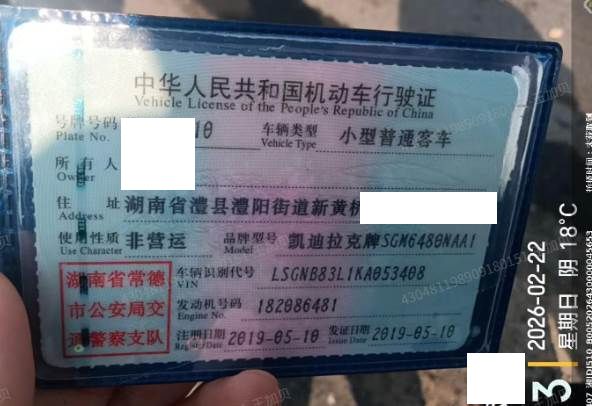 中华人民共和国机动车行驶证
Vehicle License of the People's Republic of China
号牌号码 10 车辆类型 小型普通客车
Plate No. Vehicle Type
所有人
Owner
住址 湖南省澧县澧阳街道新黄桥
Address
使用性质 非营运 品牌型号 凯迪拉克牌SGM6480NAA1
Use Character Model
湖南省常德
市公安局交
通警察支队
车辆识别代号 LSGNB83L1KA053408
VIN
发动机号码 182086481
Engine No.
注册日期 2019-05-10 发证日期 2019-05-10
Register Date Issue Date
2026-02-22
星期日 阴 18℃